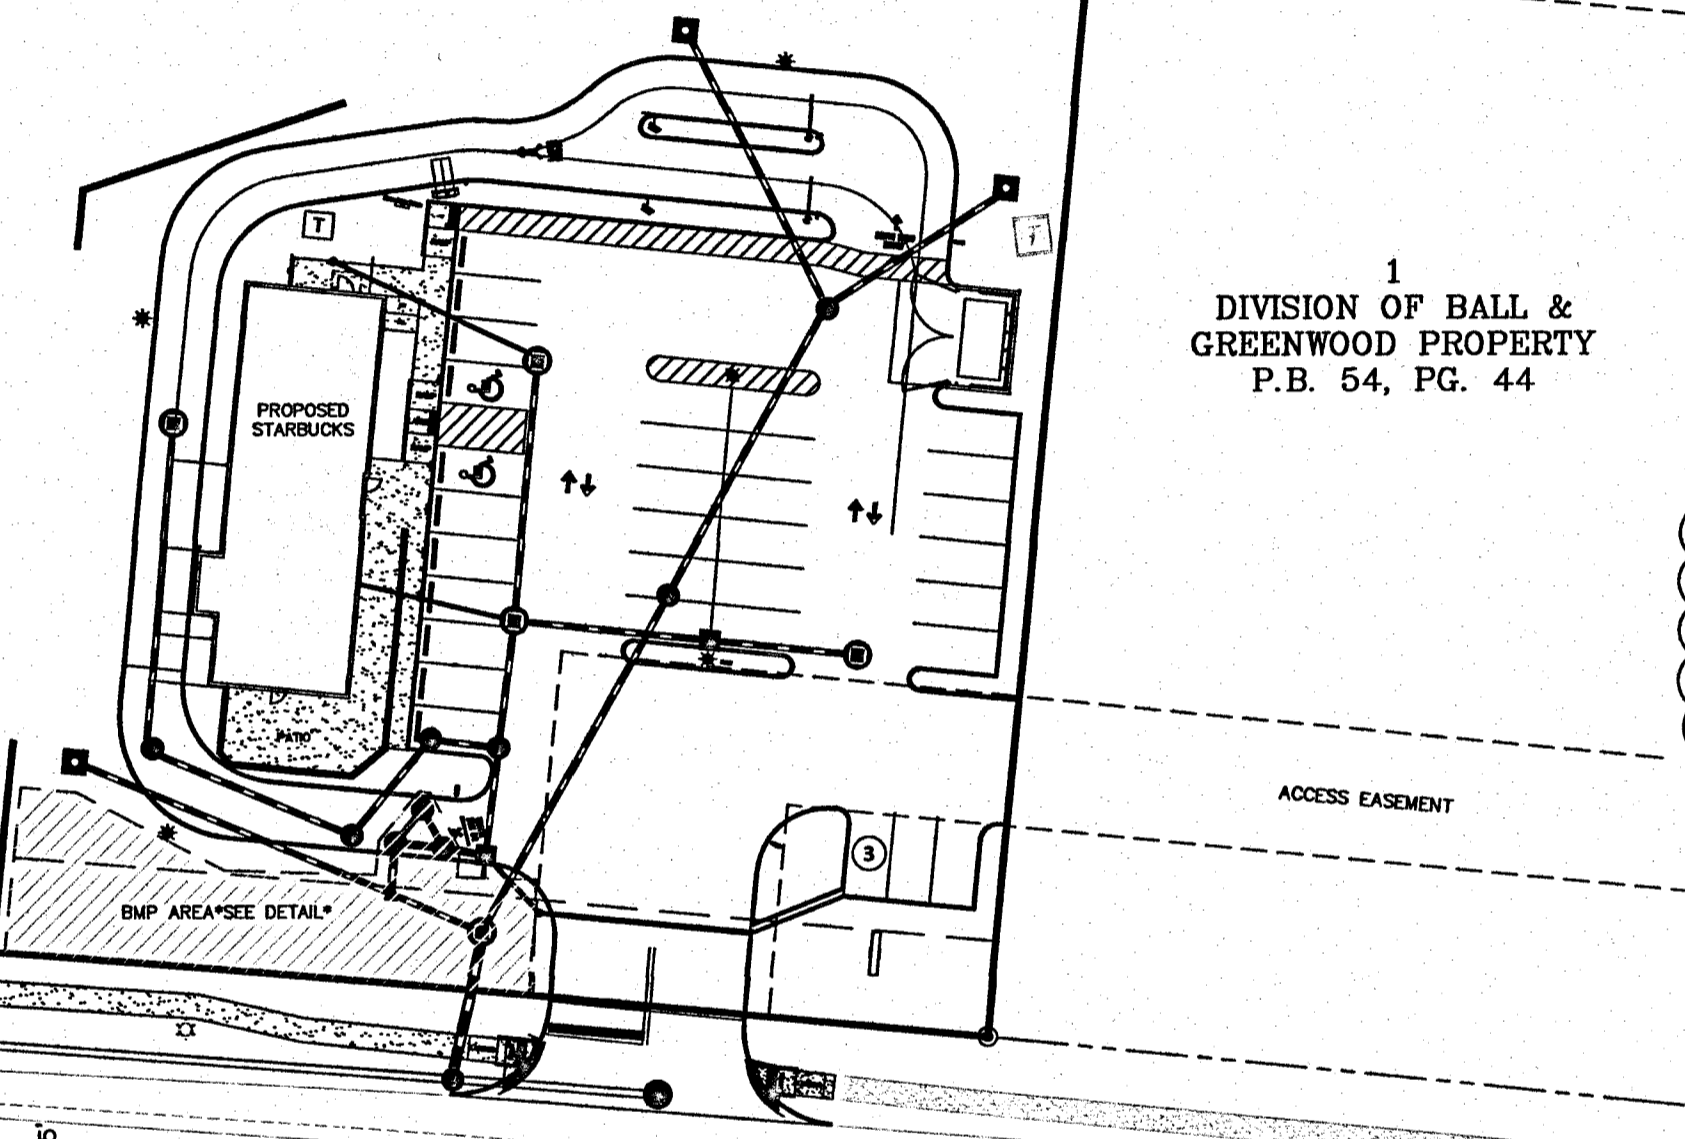 T
T
1
DIVISION OF BALL &
GREENWOOD PROPERTY
P.B. 54, PG. 44
PROPOSED
STARBUCKS
PATIO
ACCESS EASEMENT
3
BMP AREA*SEE DETAIL*